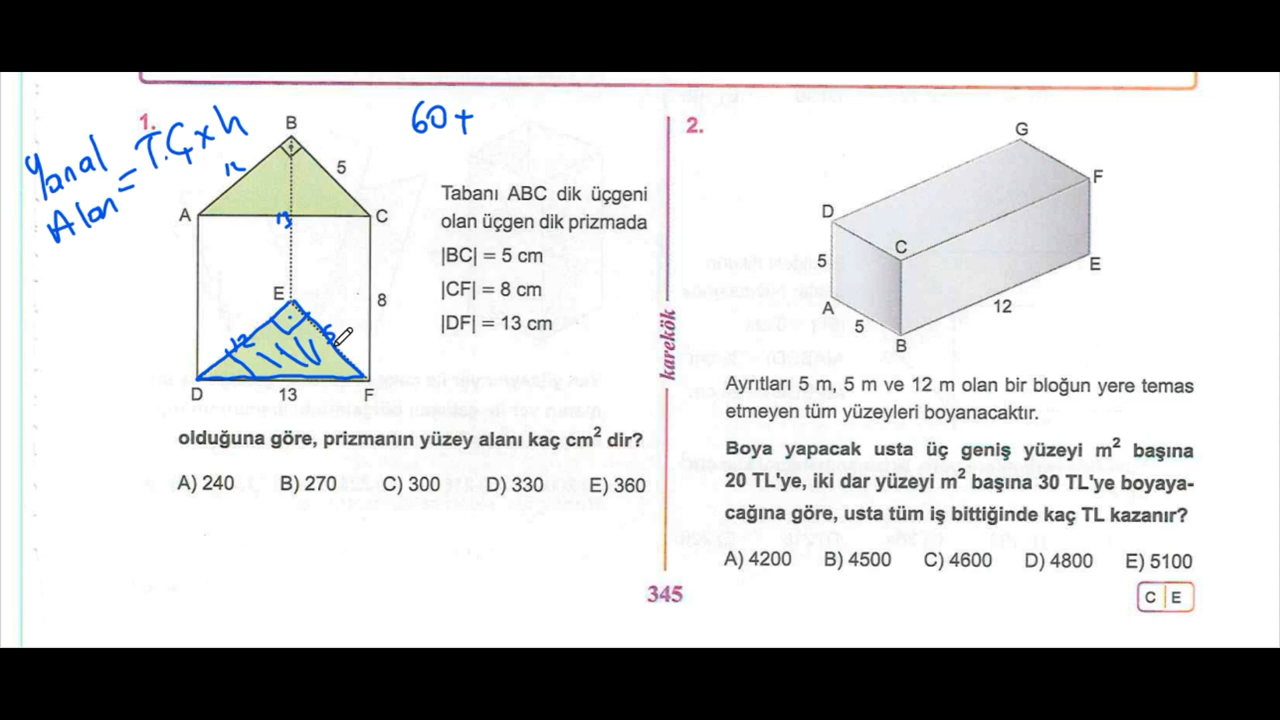 1.
Yanal
Alan = T.Ç x h
60+
B
12
5
A
13
C
E
8
12
5
D
13
F
Tabanı ABC dik üçgeni
olan üçgen dik prizmada
|BC| = 5 cm
|CF| = 8 cm
|DF| = 13 cm
olduğuna göre, prizmanın yüzey alanı kaç cm² dir?
A) 240 B) 270 C) 300 D) 330 E) 360
karekök
345
2.
G
F
D
C
5
E
A
12
5
B
Ayrıtları 5 m, 5 m ve 12 m olan bir bloğun yere temas
etmeyen tüm yüzeyleri boyanacaktır.
Boya yapacak usta üç geniş yüzeyi m² başına
20 TL'ye, iki dar yüzeyi m² başına 30 TL'ye boyaya-
cağına göre, usta tüm iş bittiğinde kaç TL kazanır?
A) 4200 B) 4500 C) 4600 D) 4800 E) 5100
C E